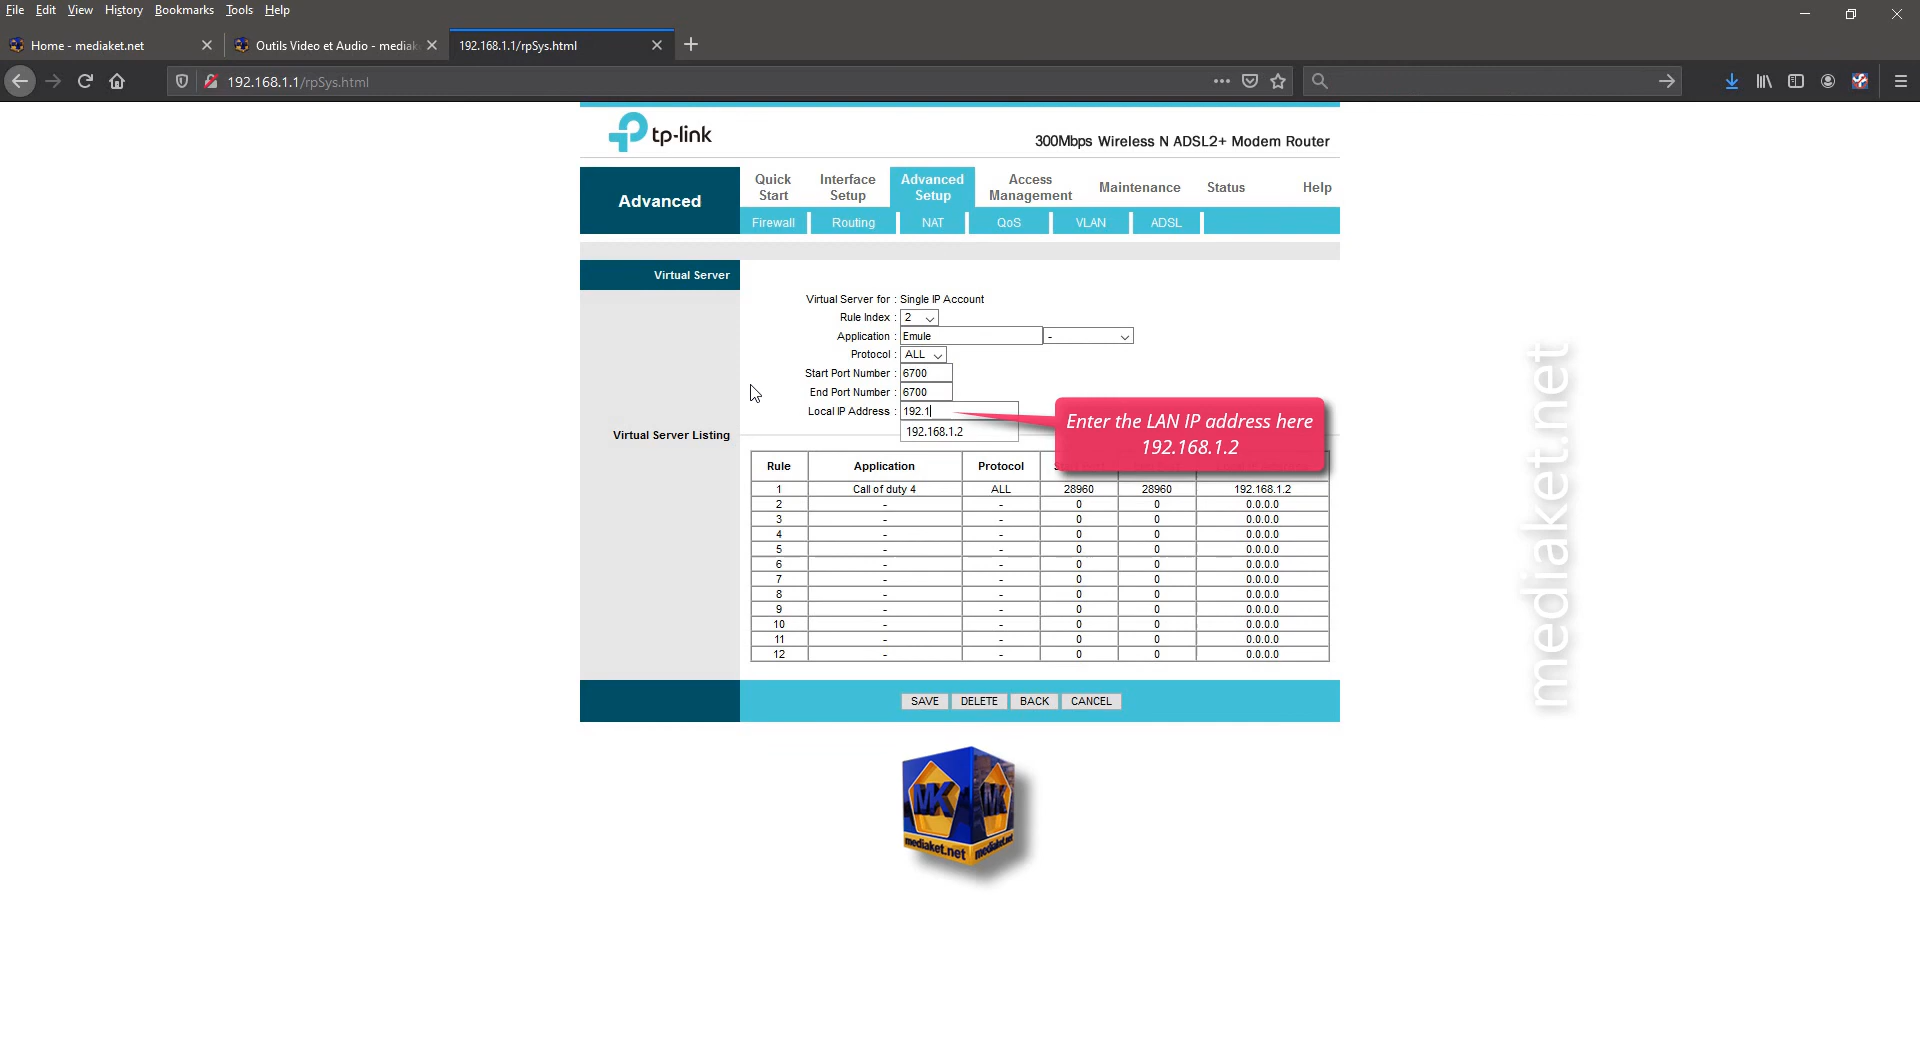 File Edit View History Bookmarks Tools Help
Home - mediaket.net
Outils Video et Audio - mediak
192.168.1.1/rpSys.html
192.168.1.1/rpSys.html
tp-link
300Mbps Wireless N ADSL2+ Modem Router
Advanced
Quick Start
Interface Setup
Advanced Setup
Access Management
Maintenance
Status
Help
Firewall Routing NAT QoS VLAN ADSL
Virtual Server
Virtual Server for : Single IP Account
Rule Index : 2
Application : Emule -
Protocol : ALL
Start Port Number : 6700
End Port Number : 6700
Local IP Address : 192.1
192.168.1.2
Enter the LAN IP address here
192.168.1.2
Virtual Server Listing
Rule Application Protocol
1 Call of duty 4 ALL 28960 28960 192.168.1.2
2 - - 0 0 0.0.0.0
3 - - 0 0 0.0.0.0
4 - - 0 0 0.0.0.0
5 - - 0 0 0.0.0.0
6 - - 0 0 0.0.0.0
7 - - 0 0 0.0.0.0
8 - - 0 0 0.0.0.0
9 - - 0 0 0.0.0.0
10 - - 0 0 0.0.0.0
11 - - 0 0 0.0.0.0
12 - - 0 0 0.0.0.0
SAVE DELETE BACK CANCEL
mediaket.net
MK
MK
mediaket.net
mediaket.net